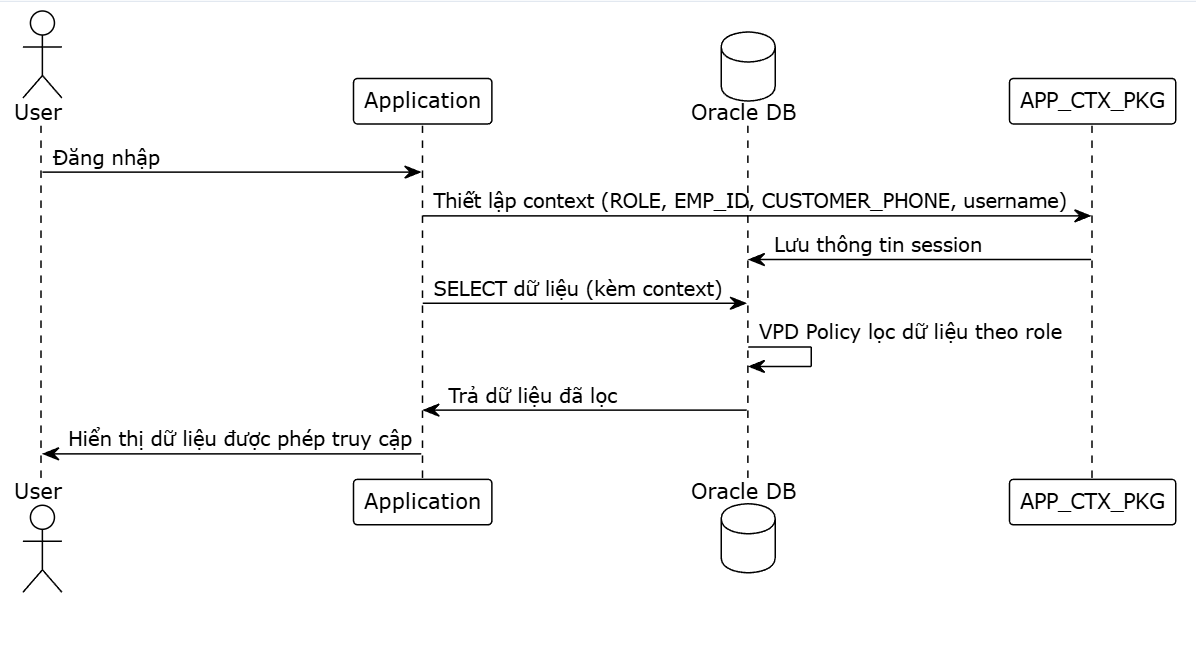 User
Application
Oracle DB
APP_CTX_PKG
Đăng nhập
Thiết lập context (ROLE, EMP_ID, CUSTOMER_PHONE, username)
Lưu thông tin session
SELECT dữ liệu (kèm context)
VPD Policy lọc dữ liệu theo role
Trả dữ liệu đã lọc
Hiển thị dữ liệu được phép truy cập
User
Application
Oracle DB
APP_CTX_PKG